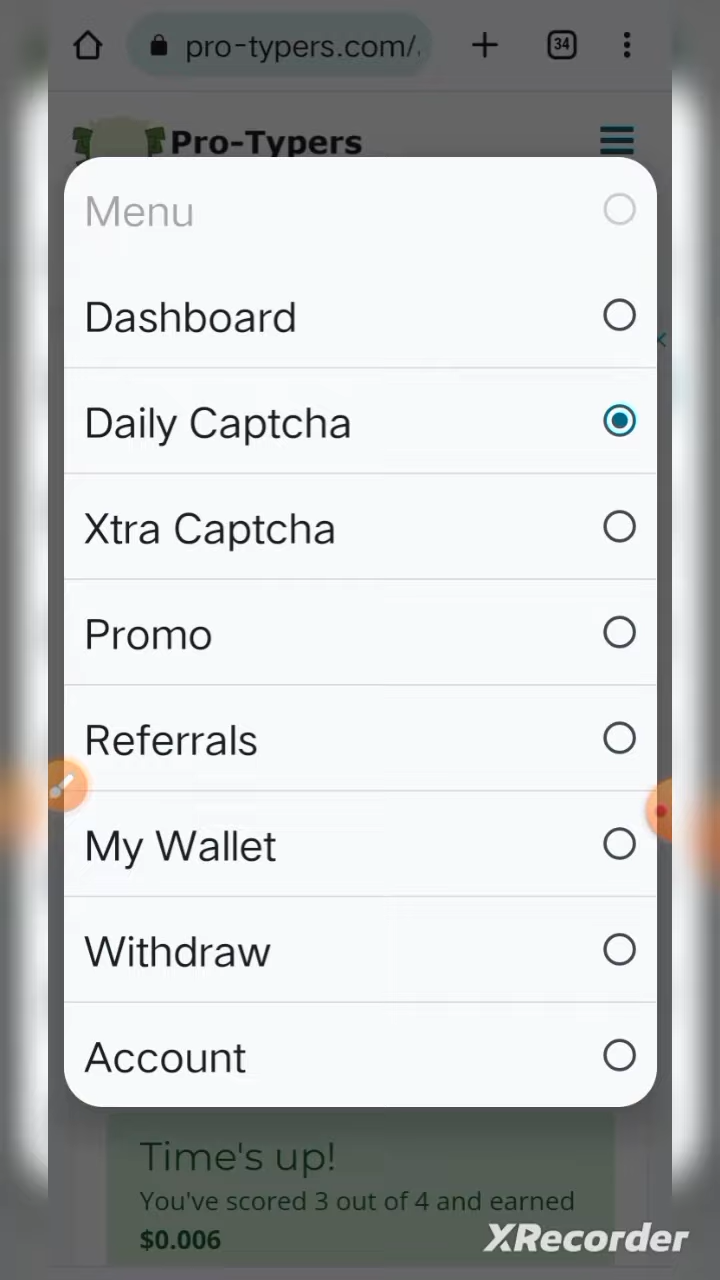 pro-typers.com/.
34
Pro-Typers
Menu
Dashboard
Daily Captcha
Xtra Captcha
Promo
Referrals
My Wallet
Withdraw
Account
Time's up!
You've scored 3 out of 4 and earned
$0.006
XRecorder